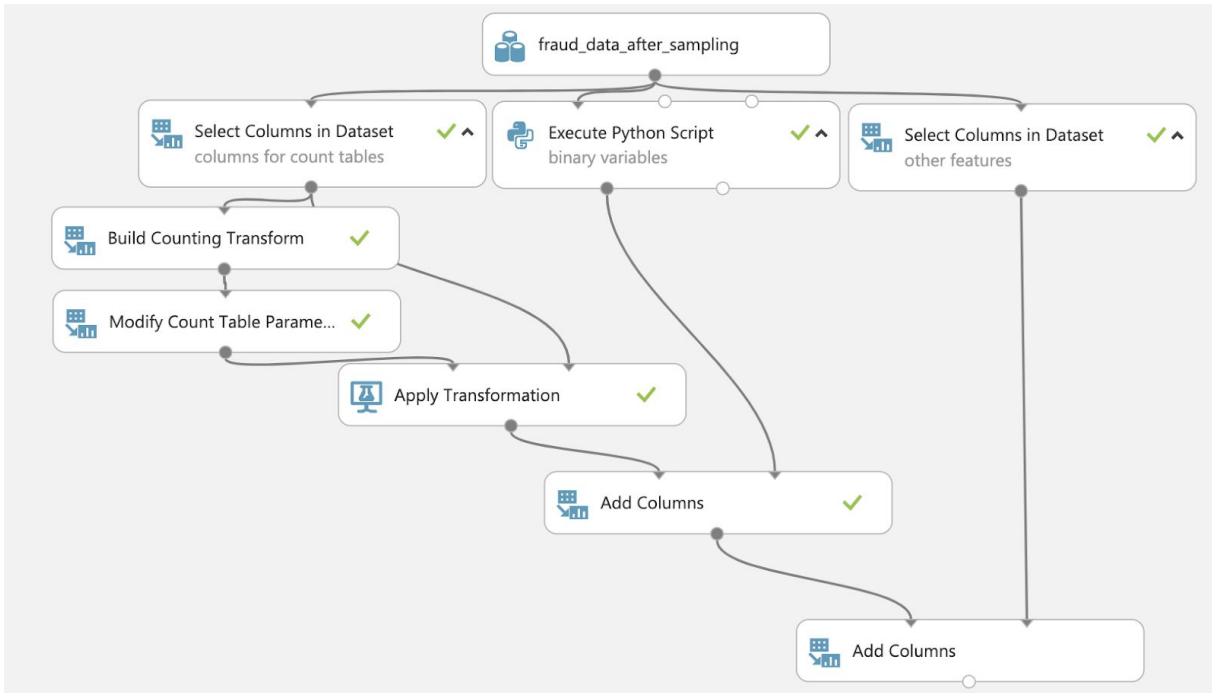 fraud_data_after_sampling
Select Columns in Dataset
columns for count tables
Execute Python Script
binary variables
Select Columns in Dataset
other features
Build Counting Transform
Modify Count Table Parame...
Apply Transformation
Add Columns
Add Columns